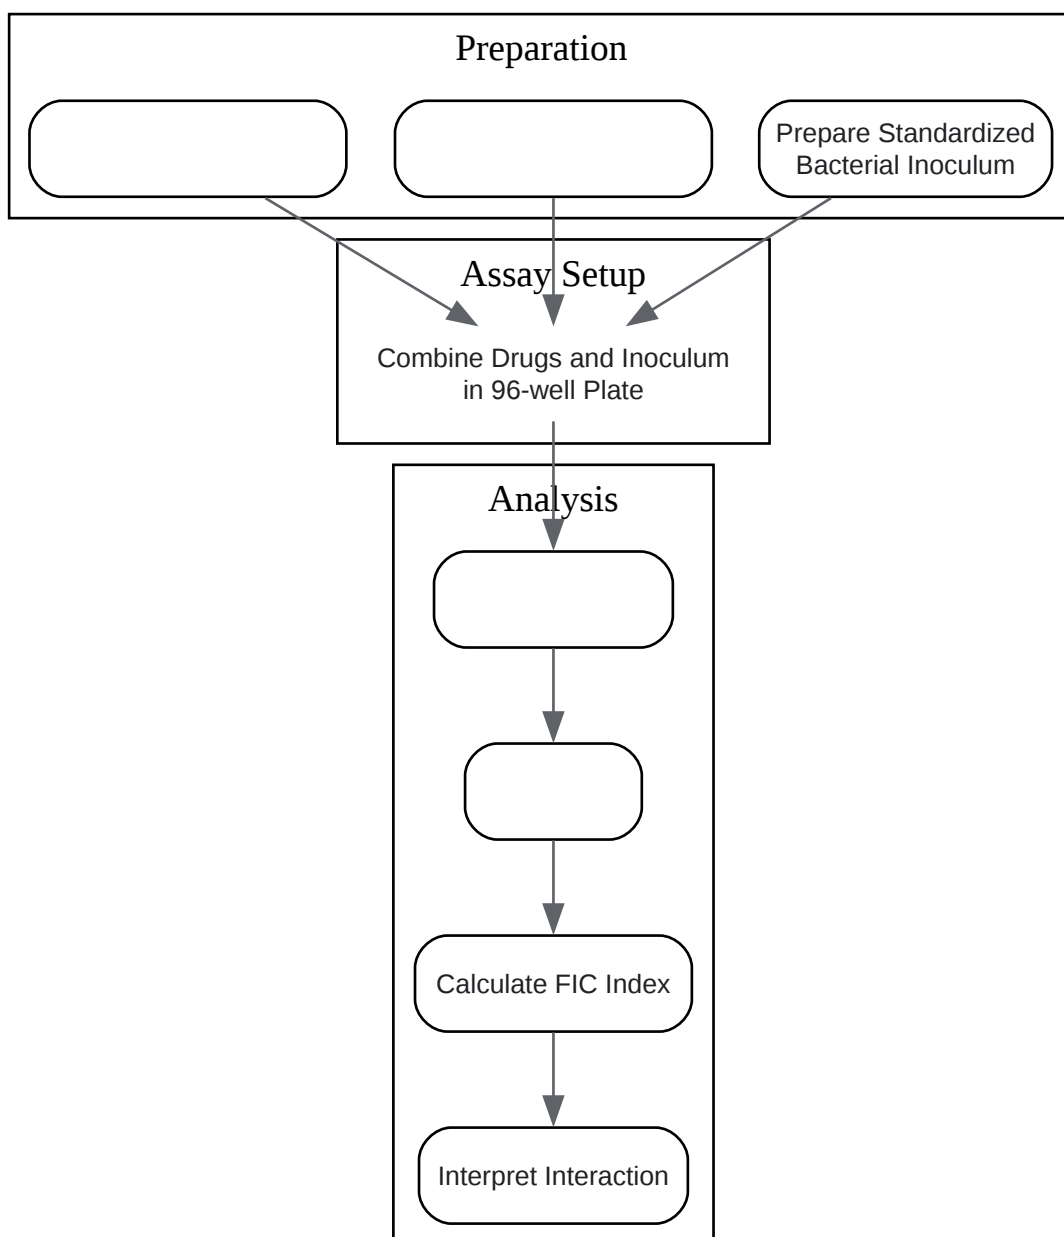 Preparation
Prepare Standardized
Bacterial Inoculum
Assay Setup
Combine Drugs and Inoculum
in 96-well Plate
Analysis
Calculate FIC Index
Interpret Interaction